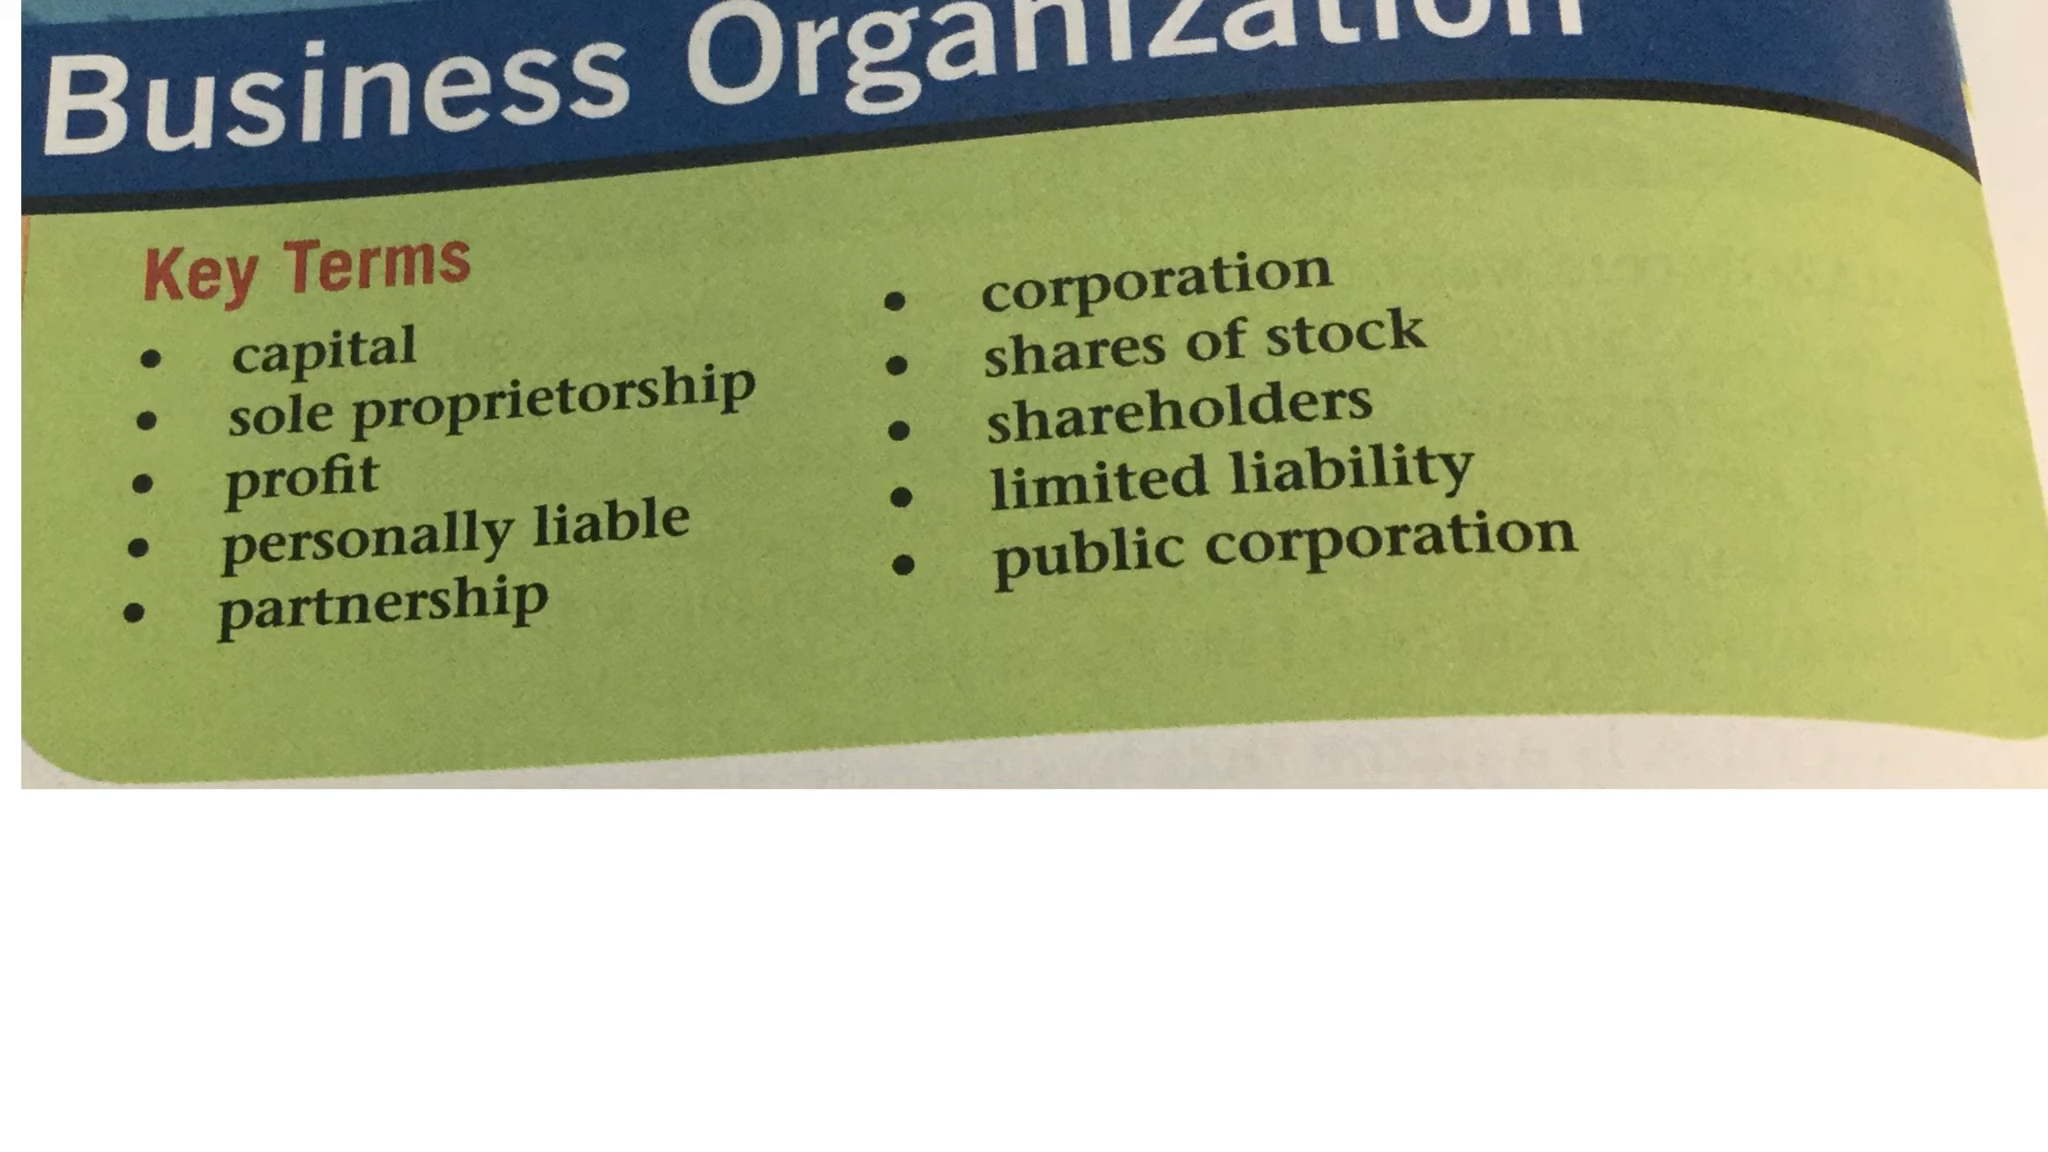 Business Organization
Key Terms
• capital
• sole proprietorship
• profit
• personally liable
• partnership
• corporation
• shares of stock
• shareholders
• limited liability
• public corporation